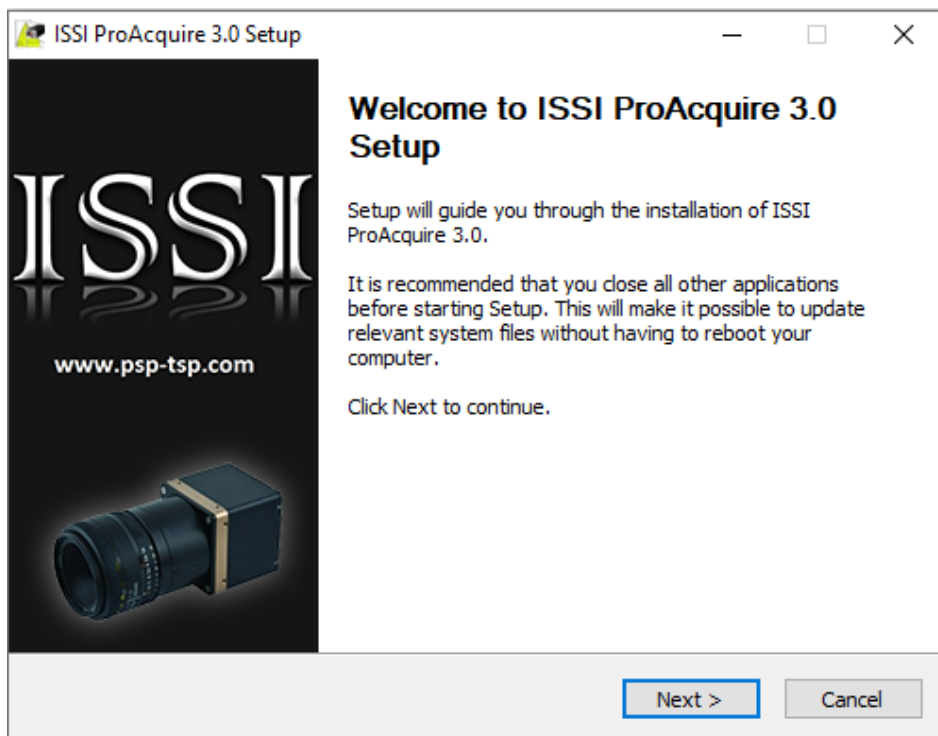 ISSI ProAcquire 3.0 Setup
ISSI
www.psp-tsp.com
Welcome to ISSI ProAcquire 3.0
Setup
Setup will guide you through the installation of ISSI
ProAcquire 3.0.
It is recommended that you close all other applications
before starting Setup. This will make it possible to update
relevant system files without having to reboot your
computer.
Click Next to continue.
Next >
Cancel